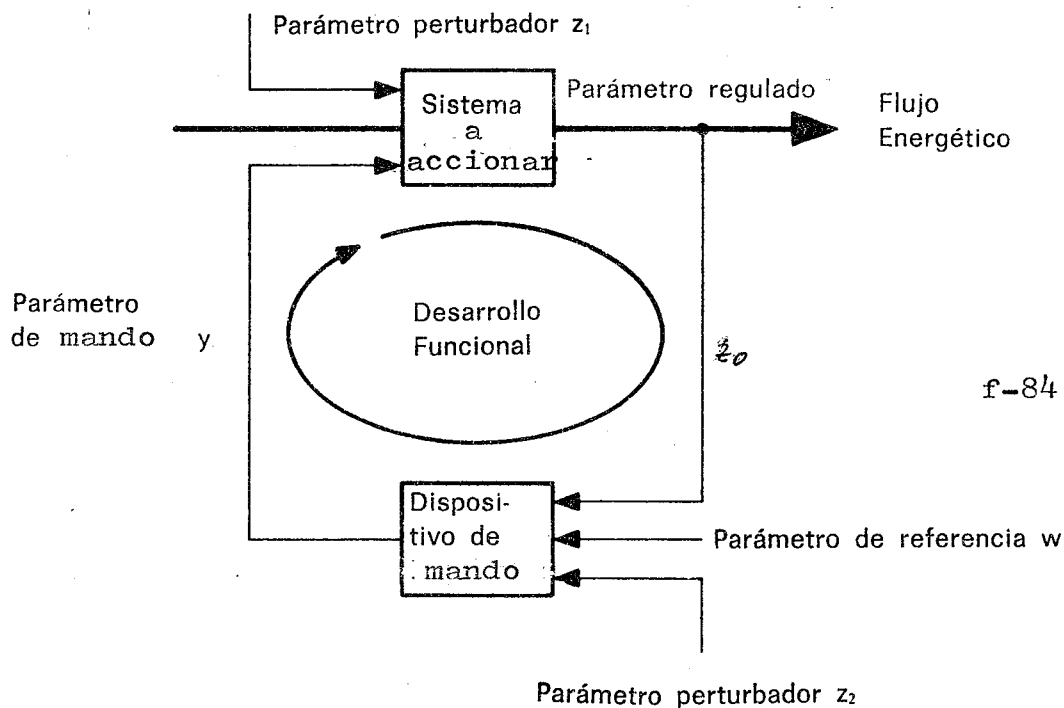 Parámetro perturbador z₁
Sistema
a
accionar
Parámetro regulado
Flujo
Energético
Parámetro
de mando y
Desarrollo
Funcional
z₀
f-84
Disposi-
tivo de
mando
Parámetro de referencia w
Parámetro perturbador z₂